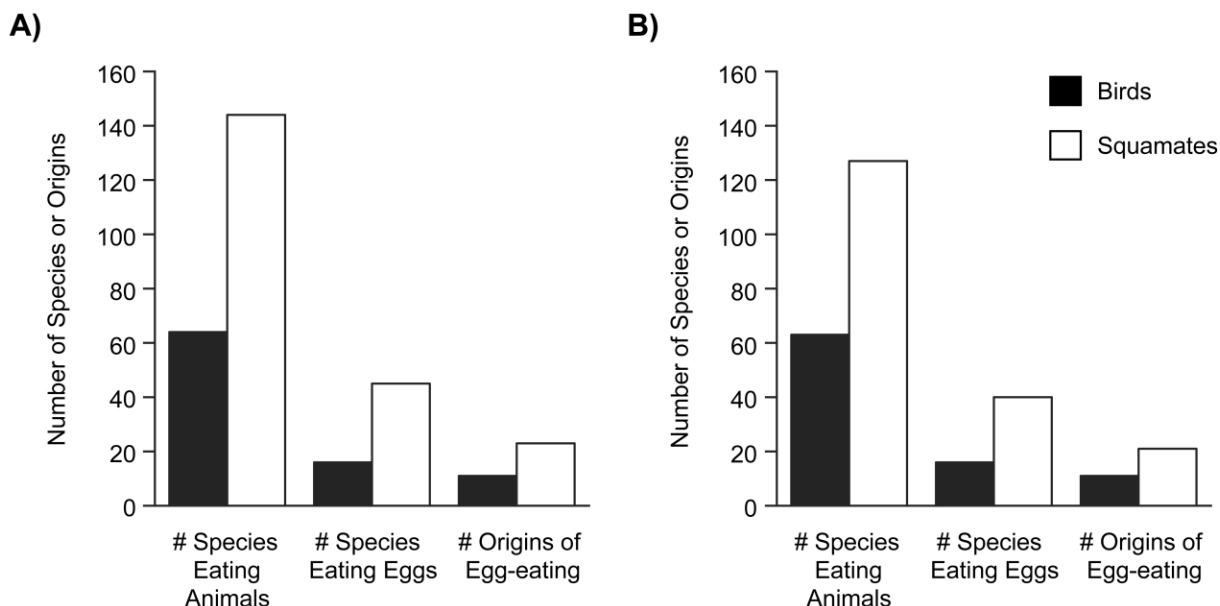 A)
Number of Species or Origins
160
140
120
100
80
60
40
20
0
# Species
Eating
Animals
# Species
Eating Eggs
# Origins of
Egg-eating
B)
Number of Species or Origins
160
140
120
100
80
60
40
20
0
# Species
Eating
Animals
# Species
Eating Eggs
# Origins of
Egg-eating
Birds
Squamates